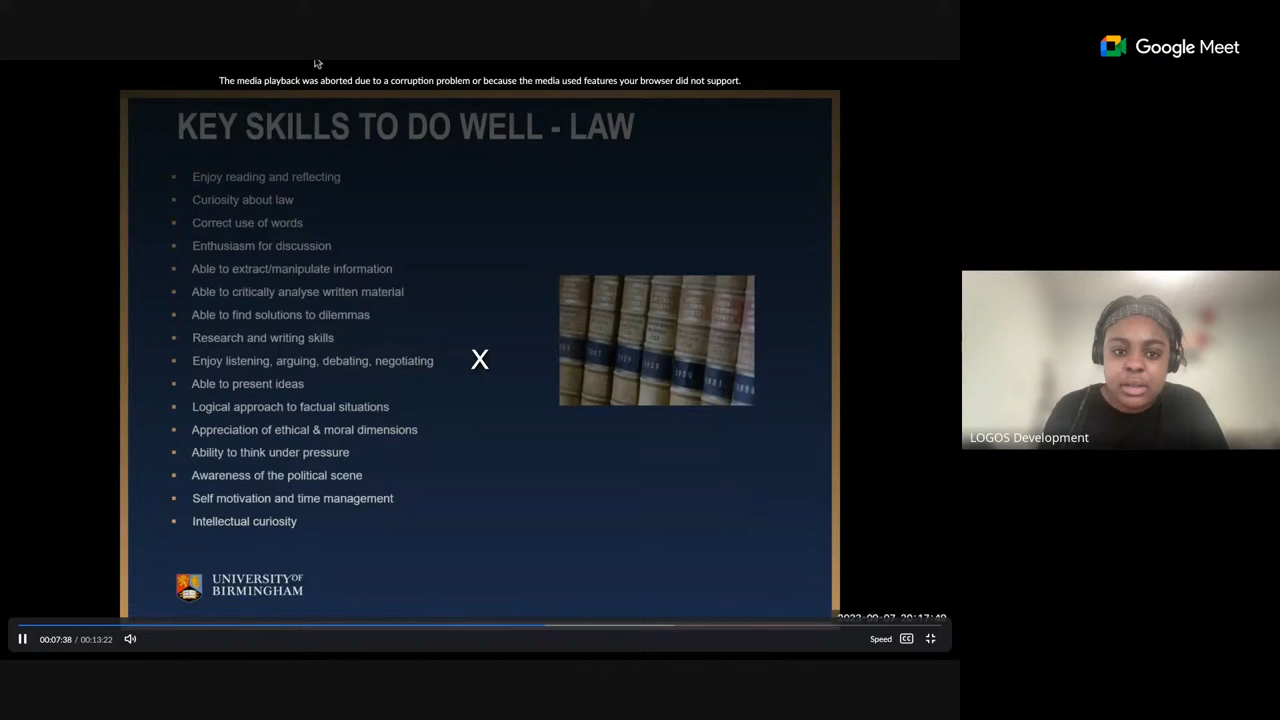 Google Meet
The media playback was aborted due to a corruption problem or because the media used features your browser did not support.
KEY SKILLS TO DO WELL - LAW
Enjoy reading and reflecting
Curiosity about law
Correct use of words
Enthusiasm for discussion
Able to extract/manipulate information
Able to critically analyse written material
Able to find solutions to dilemmas
Research and writing skills
Enjoy listening, arguing, debating, negotiating
X
Able to present ideas
Logical approach to factual situations
Appreciation of ethical & moral dimensions
Ability to think under pressure
Awareness of the political scene
Self motivation and time management
Intellectual curiosity
UNIVERSITY OF
BIRMINGHAM
LOGOS Development
00:07:38 / 00:13:22
Speed
CC